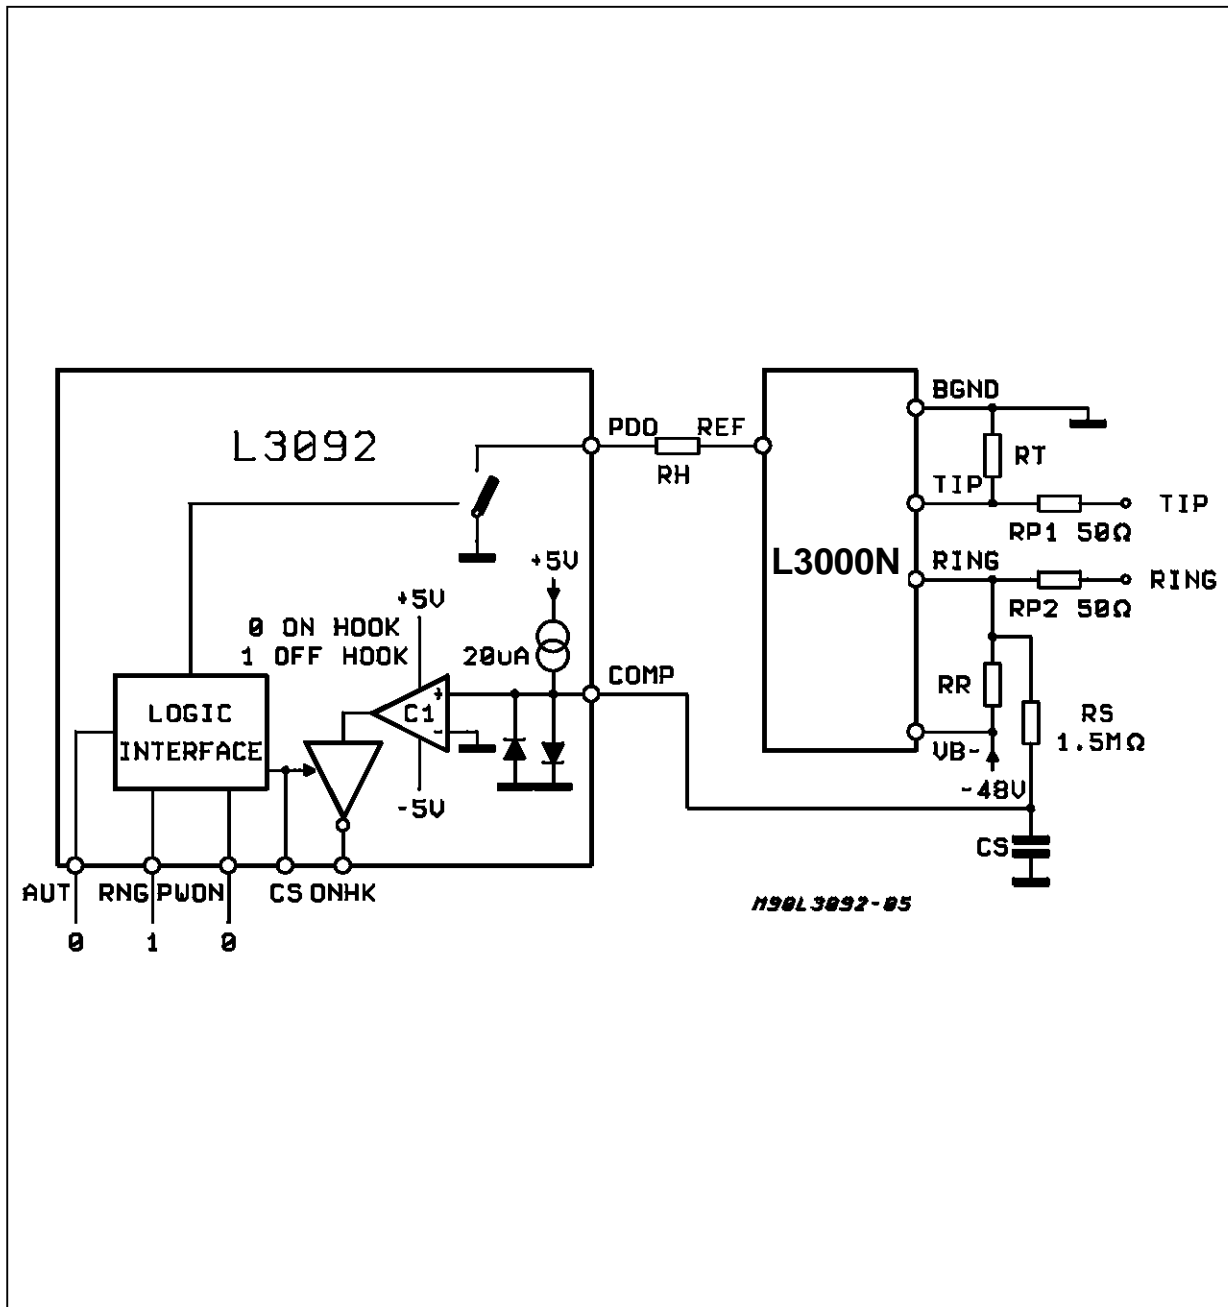 L3092
PDO
REF
RH
BGND
RT
TIP
TIP
RP1 50Ω
L3000N
RING
RING
RP2 50Ω
+5V
+5V
0 ON HOOK
1 OFF HOOK
20uA
COMP
+
C1
-
LOGIC
INTERFACE
RR
RS
1.5MΩ
VB-
-48V
-5V
CS
AUT
RNG
PWON
CS
ONHK
0
1
0
M90L3092-05